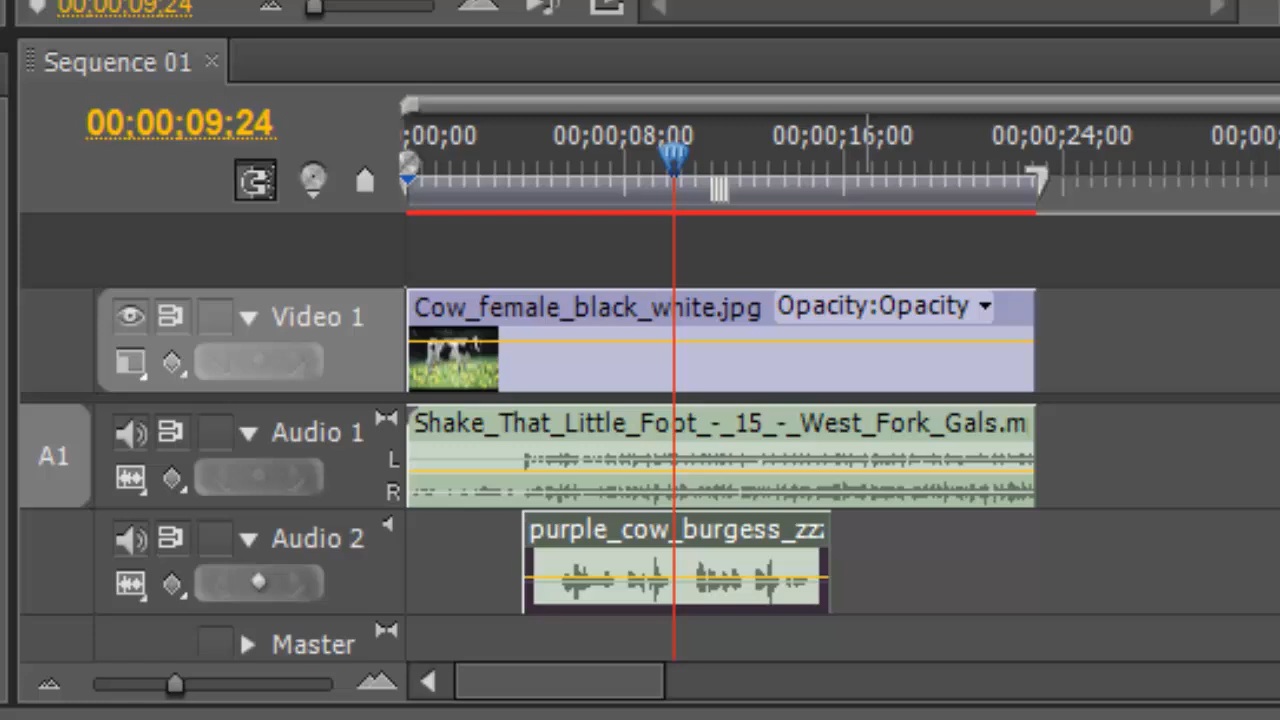 00;00;09;24
Sequence 01 ×
00;00;09;24
;00;00 00;00;08;00 00;00;16;00 00;00;24;00 00;00;
Video 1 Cow_female_black_white.jpg Opacity:Opacity
A1 Audio 1 Shake_That_Little_Foot_-_15_-_West_Fork_Gals.m
L
R
Audio 2 purple_cow_burgess_zzz
Master